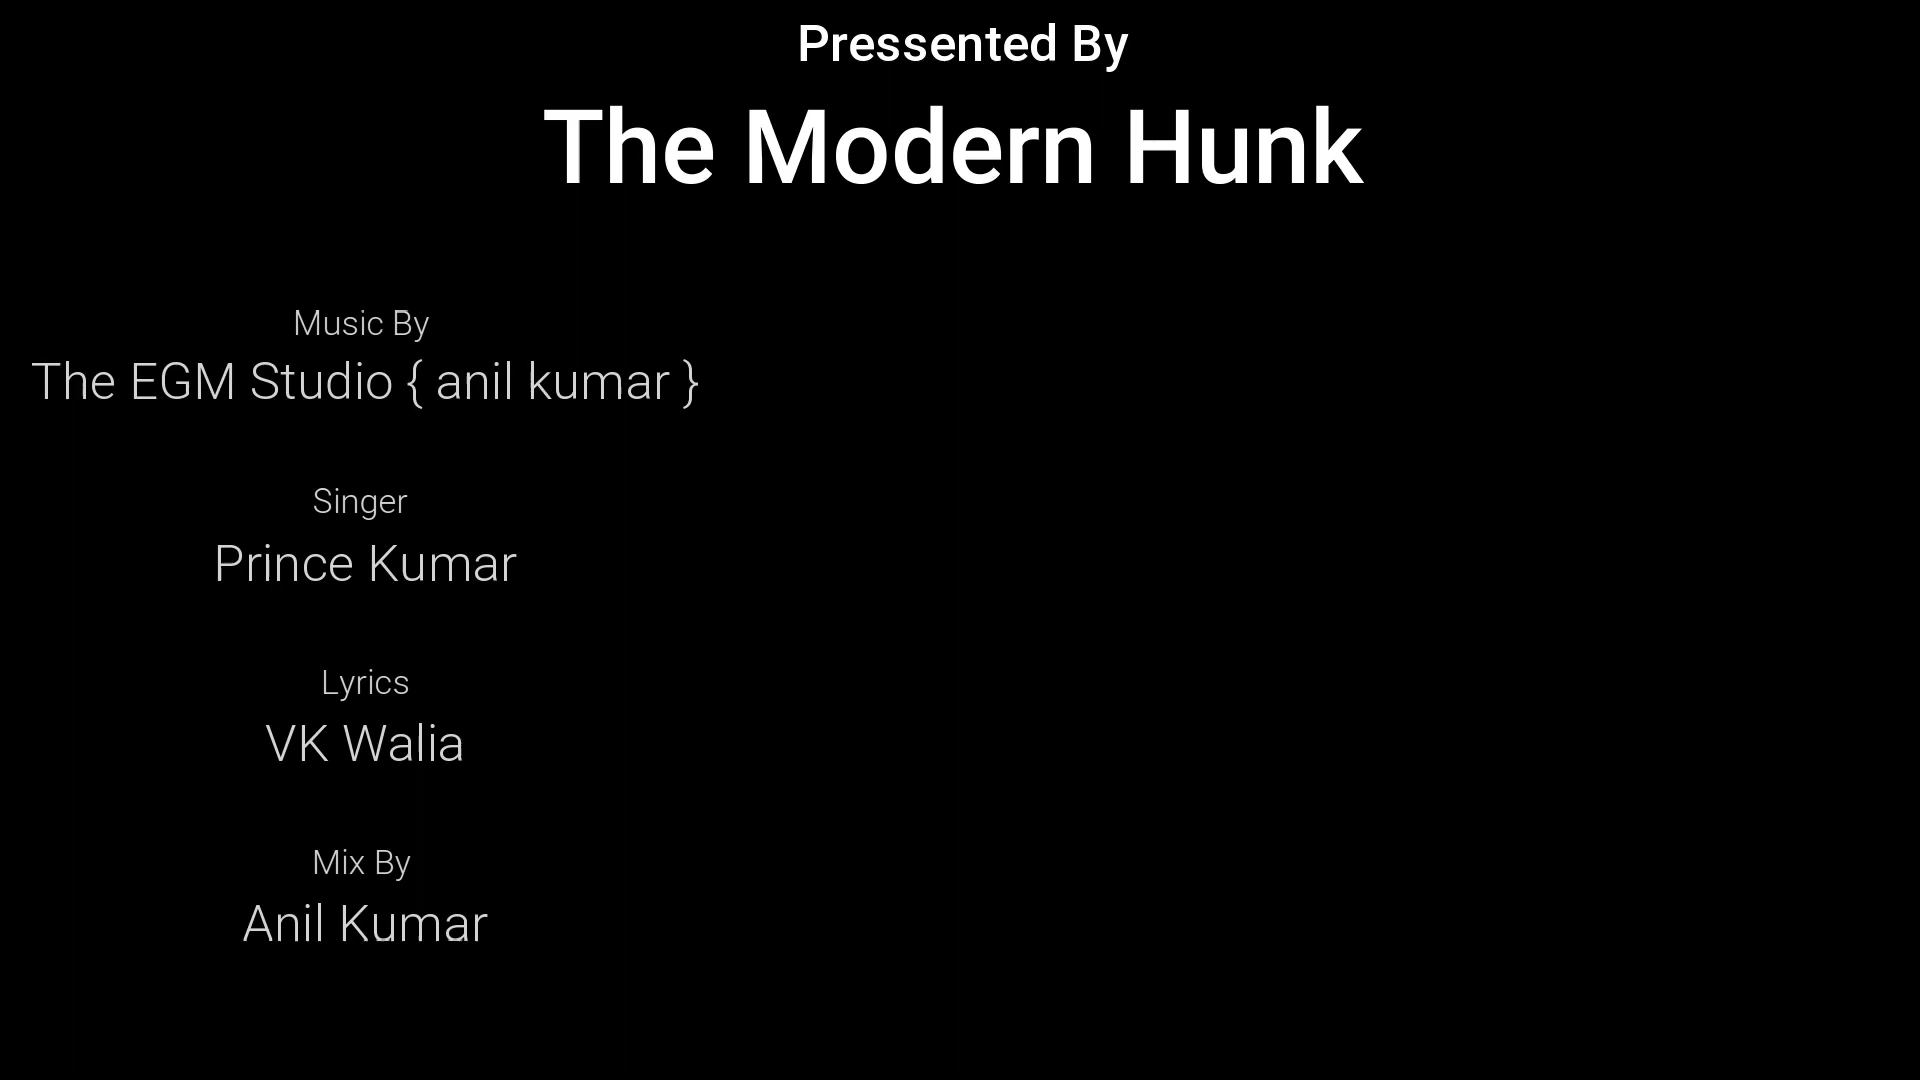 Pressented By
The Modern Hunk
Music By
The EGM Studio { anil kumar }
Singer
Prince Kumar
Lyrics
VK Walia
Mix By
Anil Kumar